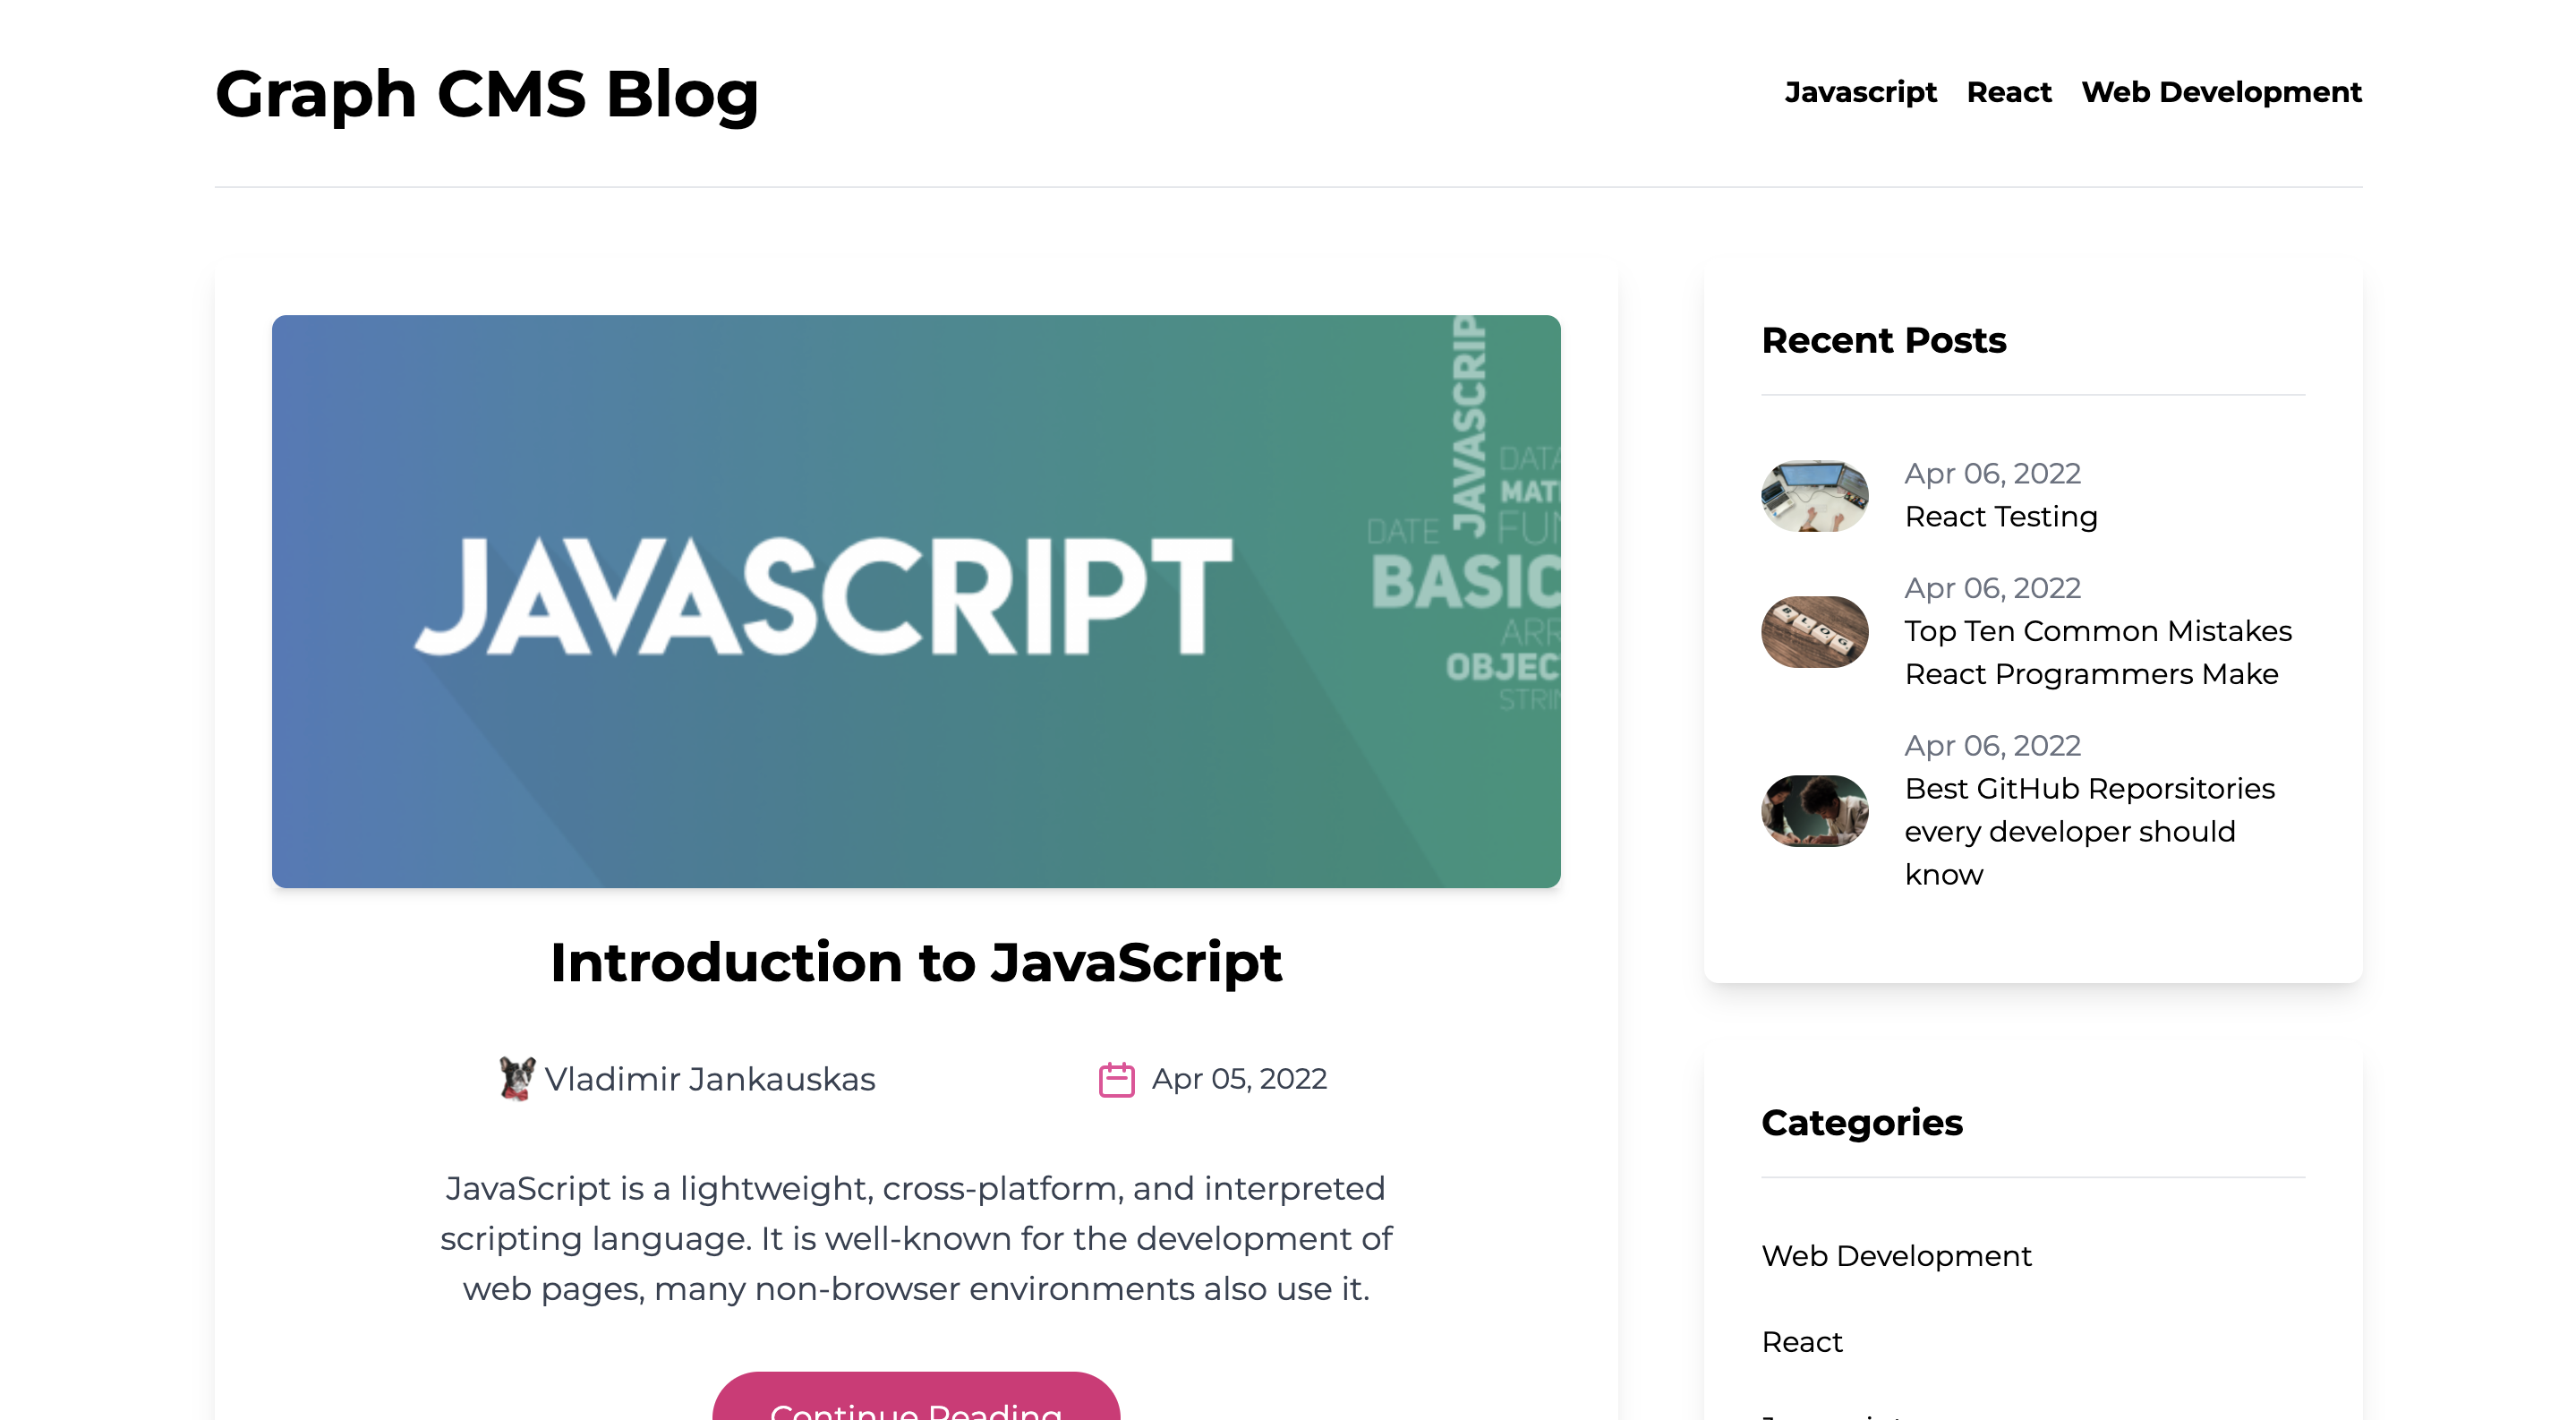 Graph CMS Blog
Javascript React Web Development
JAVASCRIPT
JAVASCRIP
DATA
MAT
DATE FUN
BASIC
ARR
OBJEC
STRIN
Introduction to JavaScript
Vladimir Jankauskas Apr 05, 2022
JavaScript is a lightweight, cross-platform, and interpreted
scripting language. It is well-known for the development of
web pages, many non-browser environments also use it.
Continue Reading
Recent Posts
Apr 06, 2022
React Testing
BLOG
Apr 06, 2022
Top Ten Common Mistakes
React Programmers Make
Apr 06, 2022
Best GitHub Reporsitories
every developer should
know
Categories
Web Development
React
Javascript